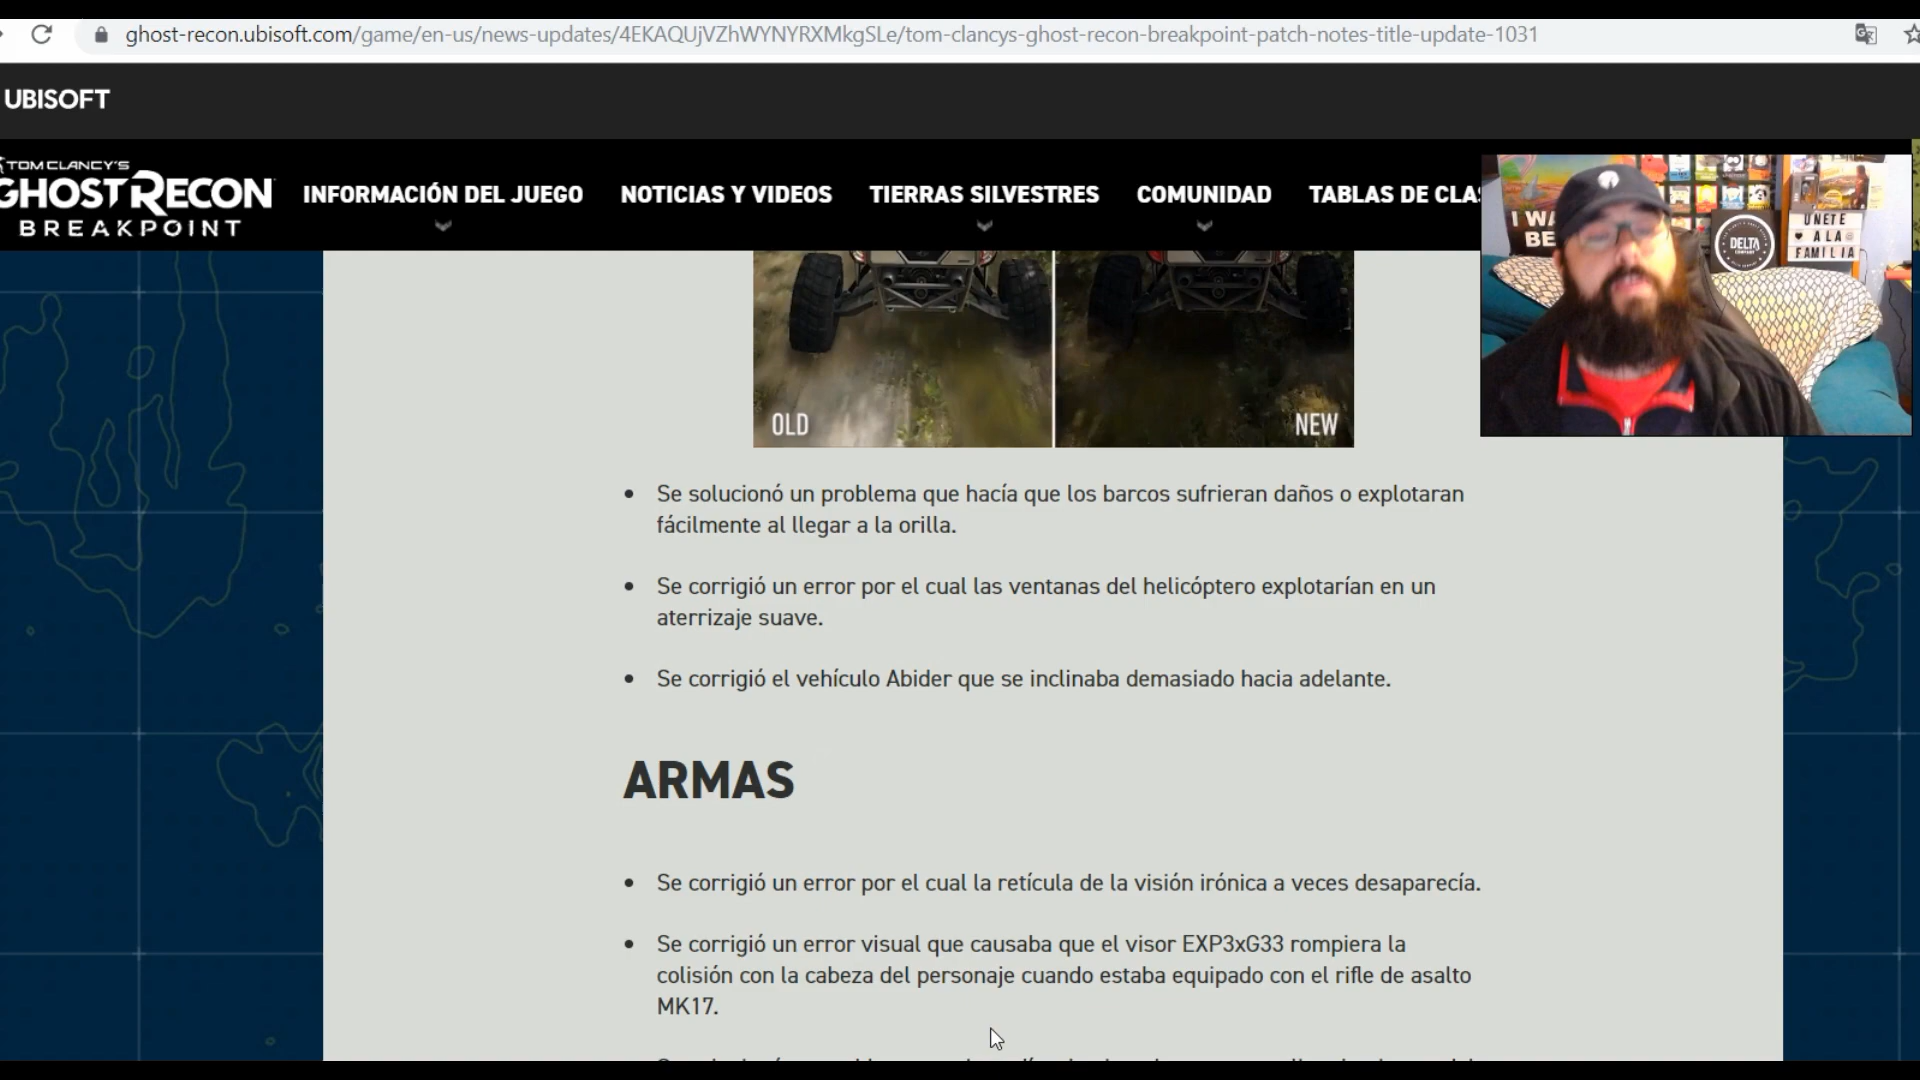 ghost-recon.ubisoft.com/game/en-us/news-updates/4EKAQUjVZhWYNYRXMkgSLe/tom-clancys-ghost-recon-breakpoint-patch-notes-title-update-1031
UBISOFT
TOM CLANCY'S
GHOST RECON
BREAKPOINT
INFORMACIÓN DEL JUEGO
NOTICIAS Y VIDEOS
TIERRAS SILVESTRES
COMUNIDAD
TABLAS DE CLAS
I WA
BE
DELTA
COMPANY
UNETE
A LA
FAMILIA
OLD
NEW
• Se solucionó un problema que hacía que los barcos sufrieran daños o explotaran
fácilmente al llegar a la orilla.
• Se corrigió un error por el cual las ventanas del helicóptero explotarían en un
aterrizaje suave.
• Se corrigió el vehículo Abider que se inclinaba demasiado hacia adelante.
ARMAS
• Se corrigió un error por el cual la retícula de la visión irónica a veces desaparecía.
• Se corrigió un error visual que causaba que el visor EXP3xG33 rompiera la
colisión con la cabeza del personaje cuando estaba equipado con el rifle de asalto
MK17.